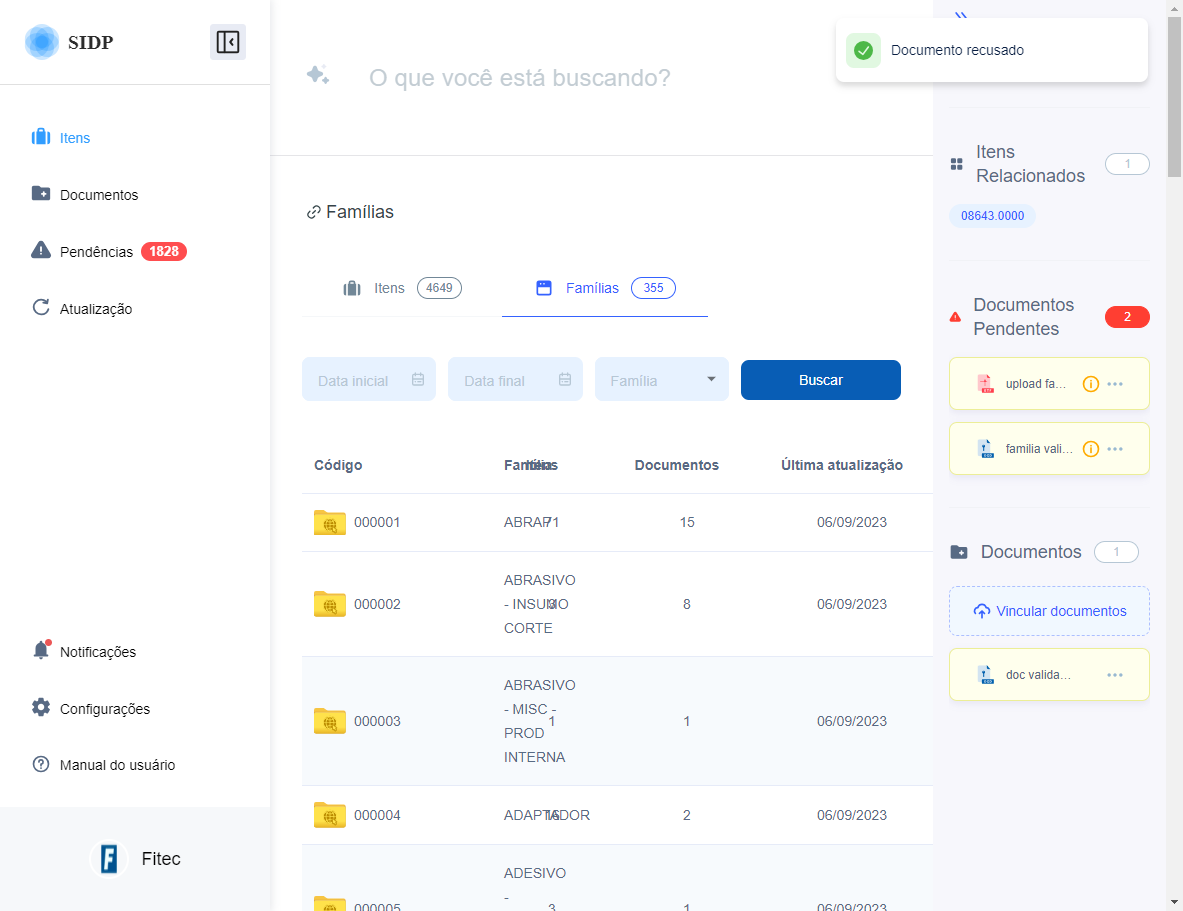 SIDP
Itens
Documentos
Pendências 1828
Atualização
Notificações
Configurações
Manual do usuário
Fitec
O que você está buscando?
Famílias
Itens 4649
Famílias 355
Data inicial
Data final
Família
Buscar
Código Famílias Itens Documentos Última atualização
000001 ABRAP 71 15 06/09/2023
ABRASIVO
000002 - INSUMO 8 06/09/2023
CORTE
ABRASIVO
- MISC -
000003 1 1 06/09/2023
PROD
INTERNA
000004 ADAPTADOR 16 2 06/09/2023
ADESIVO
-
000005 3 1 06/09/2023
Documento recusado
Itens
Relacionados 1
08643.0000
Documentos
Pendentes 2
upload fa...
familia vali...
Documentos 1
Vincular documentos
doc valida...